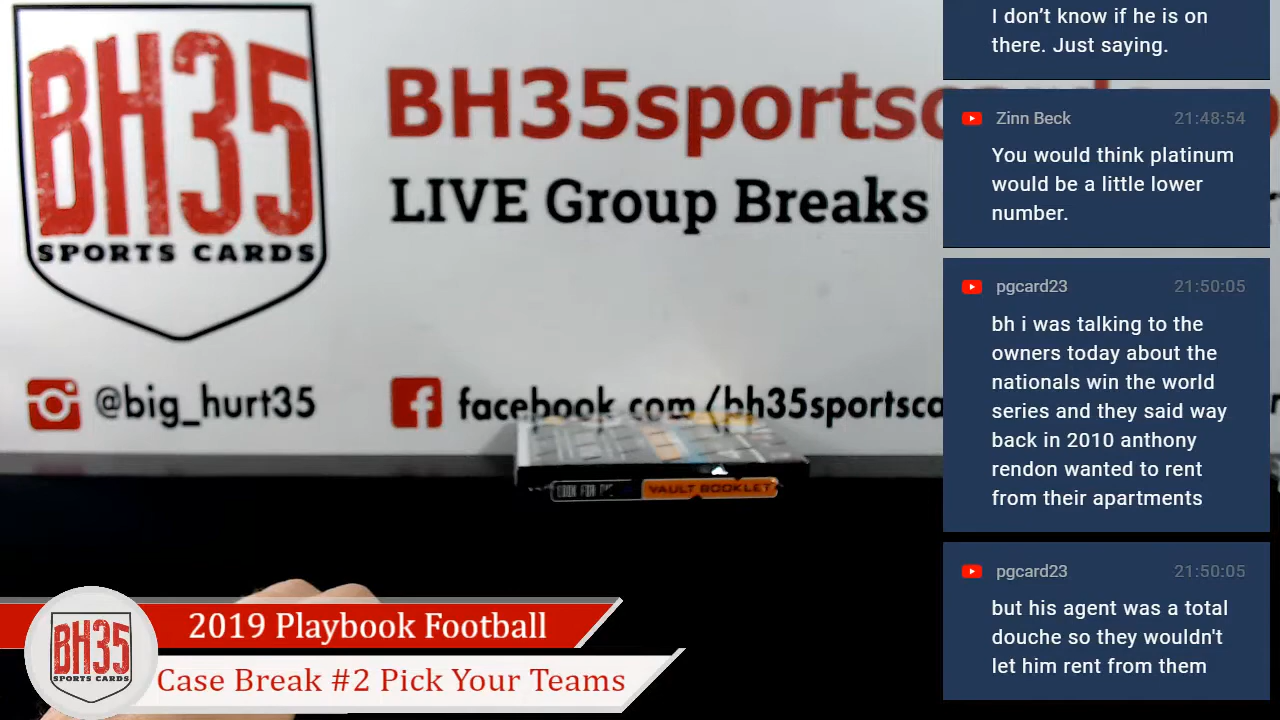 BH35
SPORTS CARDS
BH35sportsc
LIVE Group Breaks
@big_hurt35
facebook.com/bh35sportsca
VAULT BOOKLET
2019 Playbook Football
Case Break #2 Pick Your Teams
BH35
SPORTS CARDS
I don’t know if he is on
there. Just saying.
Zinn Beck 21:48:54
You would think platinum
would be a little lower
number.
pgcard23 21:50:05
bh i was talking to the
owners today about the
nationals win the world
series and they said way
back in 2010 anthony
rendon wanted to rent
from their apartments
pgcard23 21:50:05
but his agent was a total
douche so they wouldn't
let him rent from them